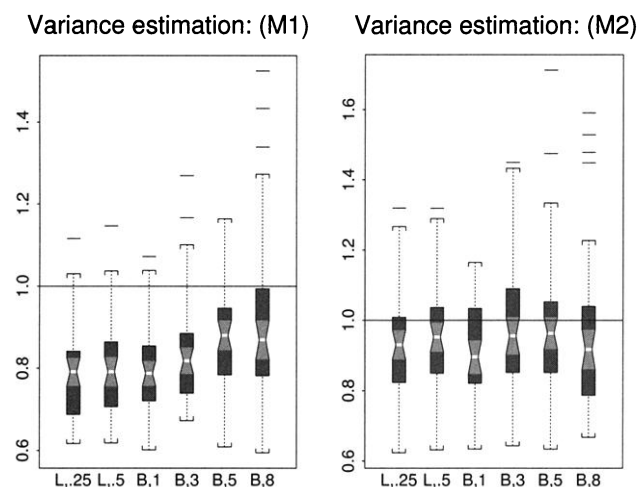 Variance estimation: (M1)
Variance estimation: (M2)
1.4
1.2
1.0
0.8
0.6
L,.25 L,.5 B,1 B,3 B,5 B,8
1.6
1.4
1.2
1.0
0.8
0.6
L,.25 L,.5 B,1 B,3 B,5 B,8